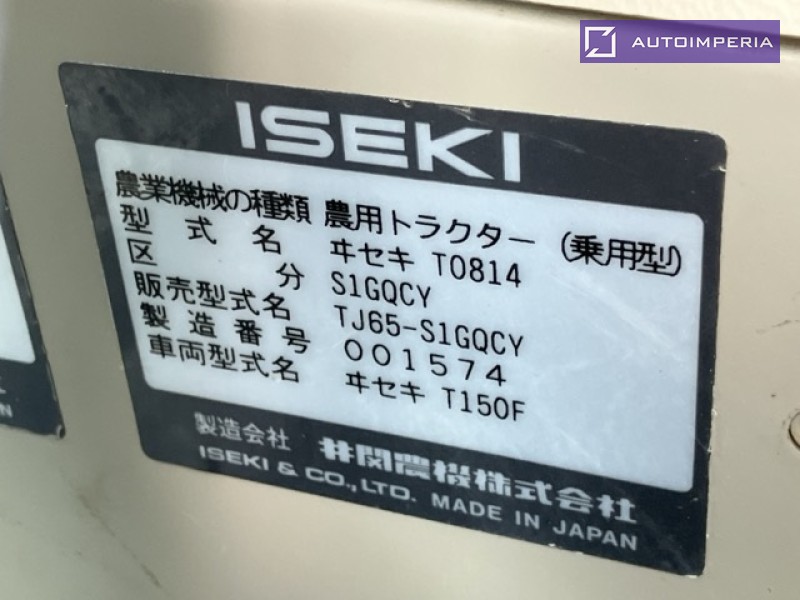 AUTOIMPERIA
ISEKI
農業機械の種類 農用トラクター (乗用型)
型式名 ヰセキ T0814
区分 S1GQCY
販売型式名 TJ65-S1GQCY
製造番号 001574
車両型式名 ヰセキ T150F
製造会社 井関農機株式会社
ISEKI & CO.,LTD. MADE IN JAPAN